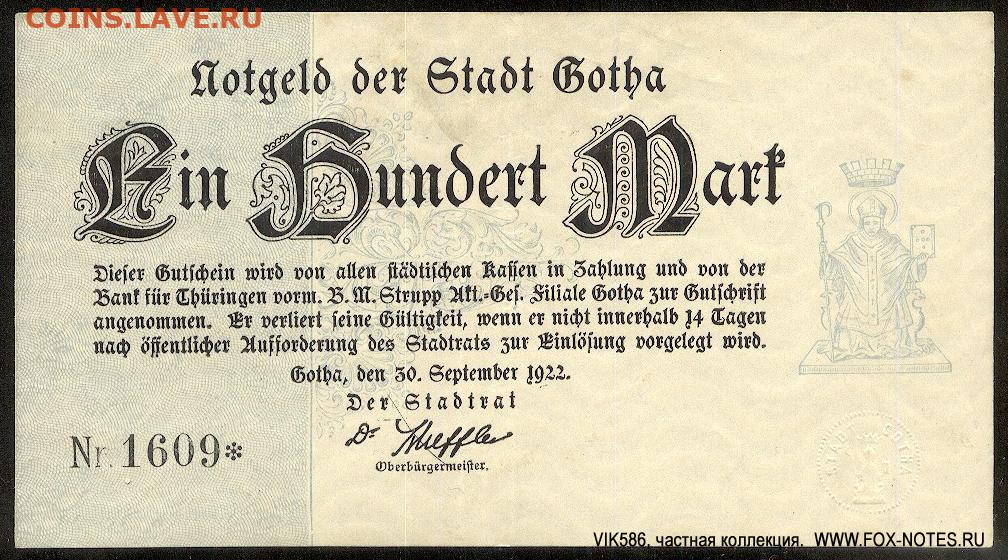 COINS.LAVE.RU
Notgeld der Stadt Gotha
Ein Hundert Mark
Dieser Gutschein wird von allen städtischen Kassen in Zahlung und von der
Bank für Thüringen vorm. B. M. Strupp Akt.-Ges. Filiale Gotha zur Gutschrift
angenommen. Er verliert seine Gültigkeit, wenn er nicht innerhalb 14 Tagen
nach öffentlicher Aufforderung des Stadtrats zur Einlösung vorgelegt wird.
Gotha, den 30. September 1922.
Der Stadtrat
Dr
Oberbürgermeister.
Nr. 1609*
VIK586, частная коллекция. WWW.FOX-NOTES.RU